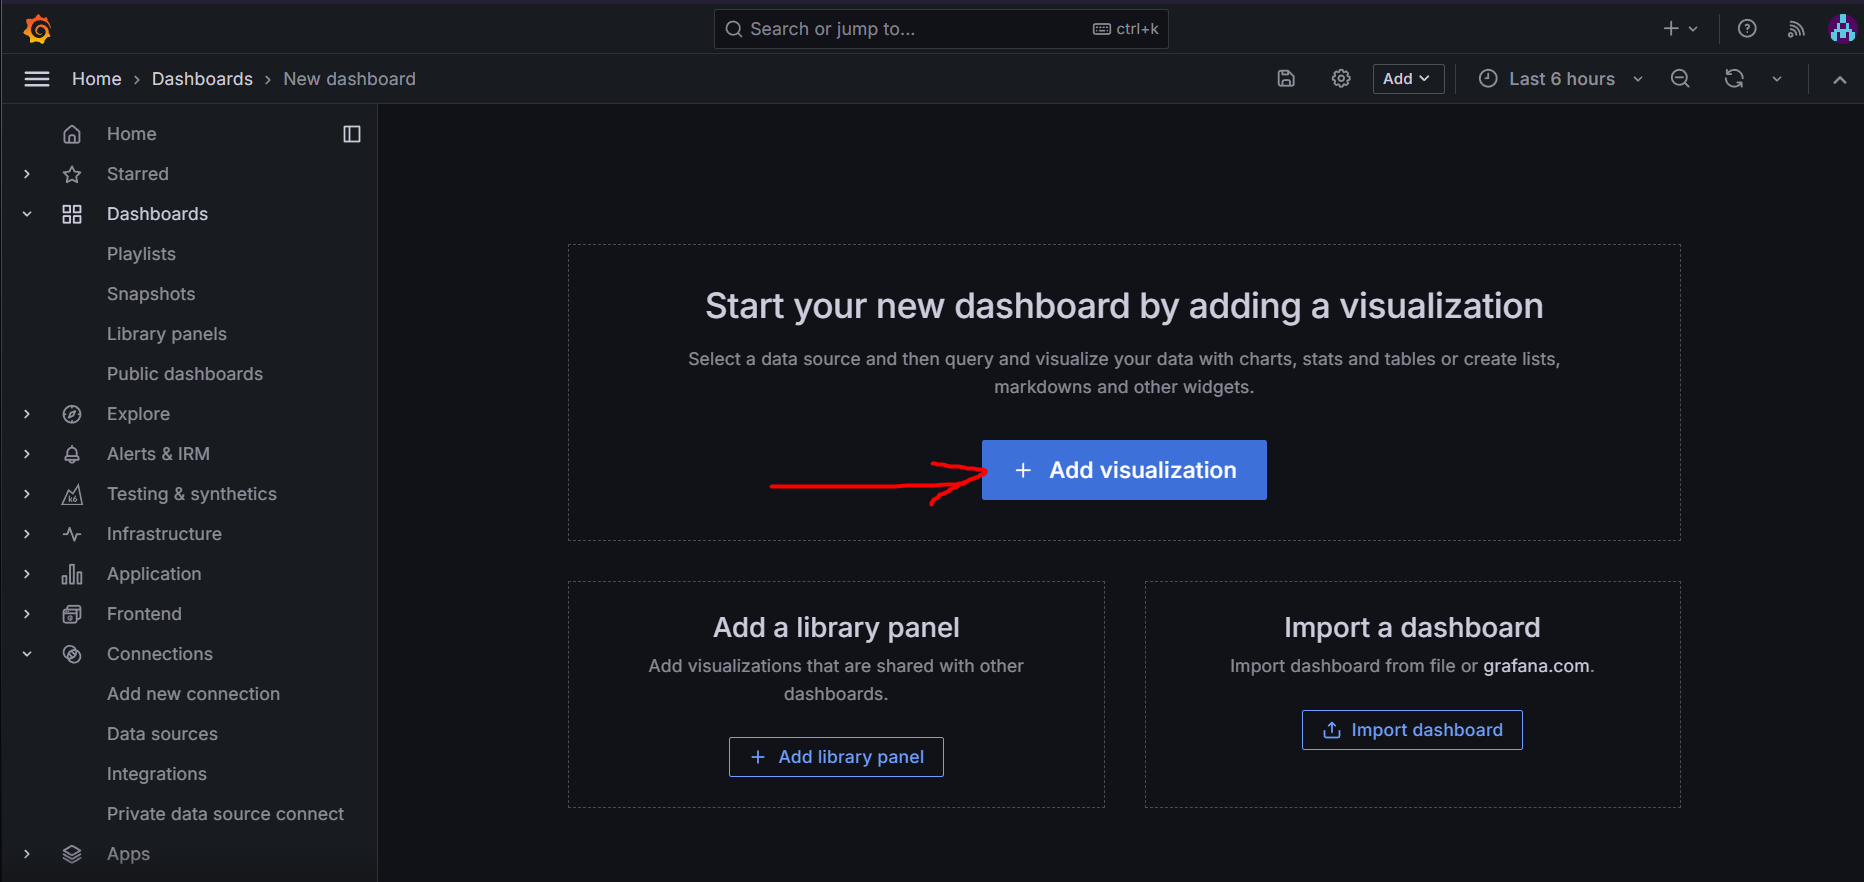 Search or jump to...
ctrl+k
Home
Dashboards
New dashboard
Add
Last 6 hours
Home
Starred
Dashboards
Playlists
Snapshots
Library panels
Public dashboards
Explore
Alerts & IRM
Testing & synthetics
k6
Infrastructure
Application
Frontend
Connections
Add new connection
Data sources
Integrations
Private data source connect
Apps
Start your new dashboard by adding a visualization
Select a data source and then query and visualize your data with charts, stats and tables or create lists,
markdowns and other widgets.
+ Add visualization
Add a library panel
Add visualizations that are shared with other
dashboards.
+ Add library panel
Import a dashboard
Import dashboard from file or grafana.com.
Import dashboard